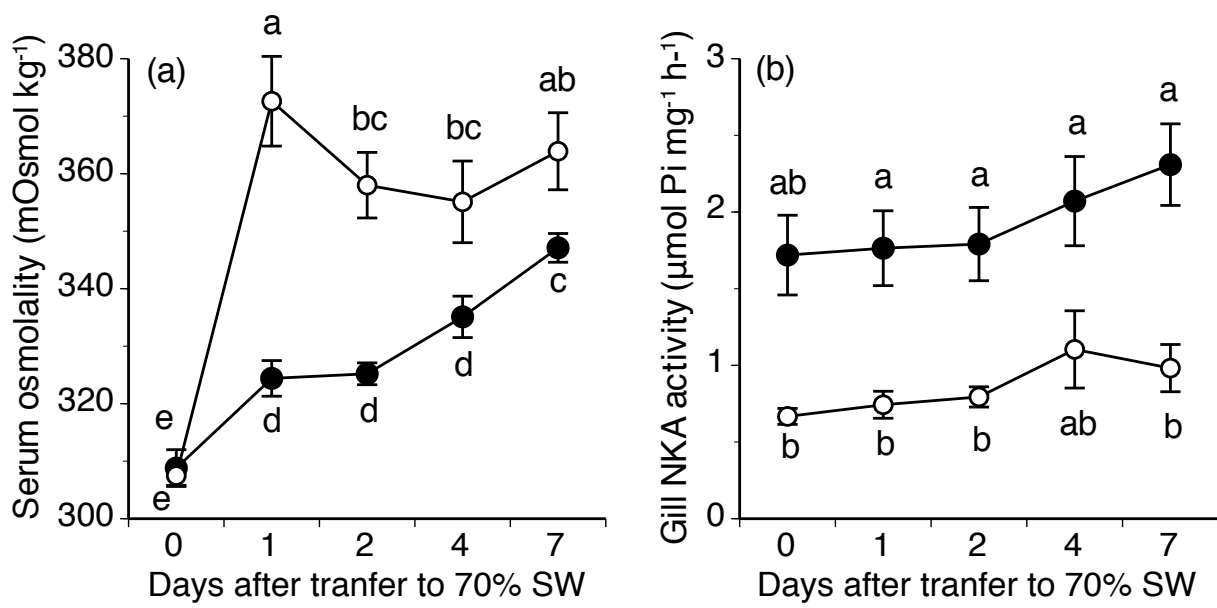 (a)
Serum osmolality (mOsmol kg⁻¹)
380
360
340
320
300
a
bc
bc
ab
e
e
d
d
d
c
0 1 2 4 7
Days after tranfer to 70% SW
(b)
Gill NKA activity (µmol Pi mg⁻¹ h-¹)
3
2
1
0
ab
a
a
a
a
b
b
b
ab
b
0 1 2 4 7
Days after tranfer to 70% SW